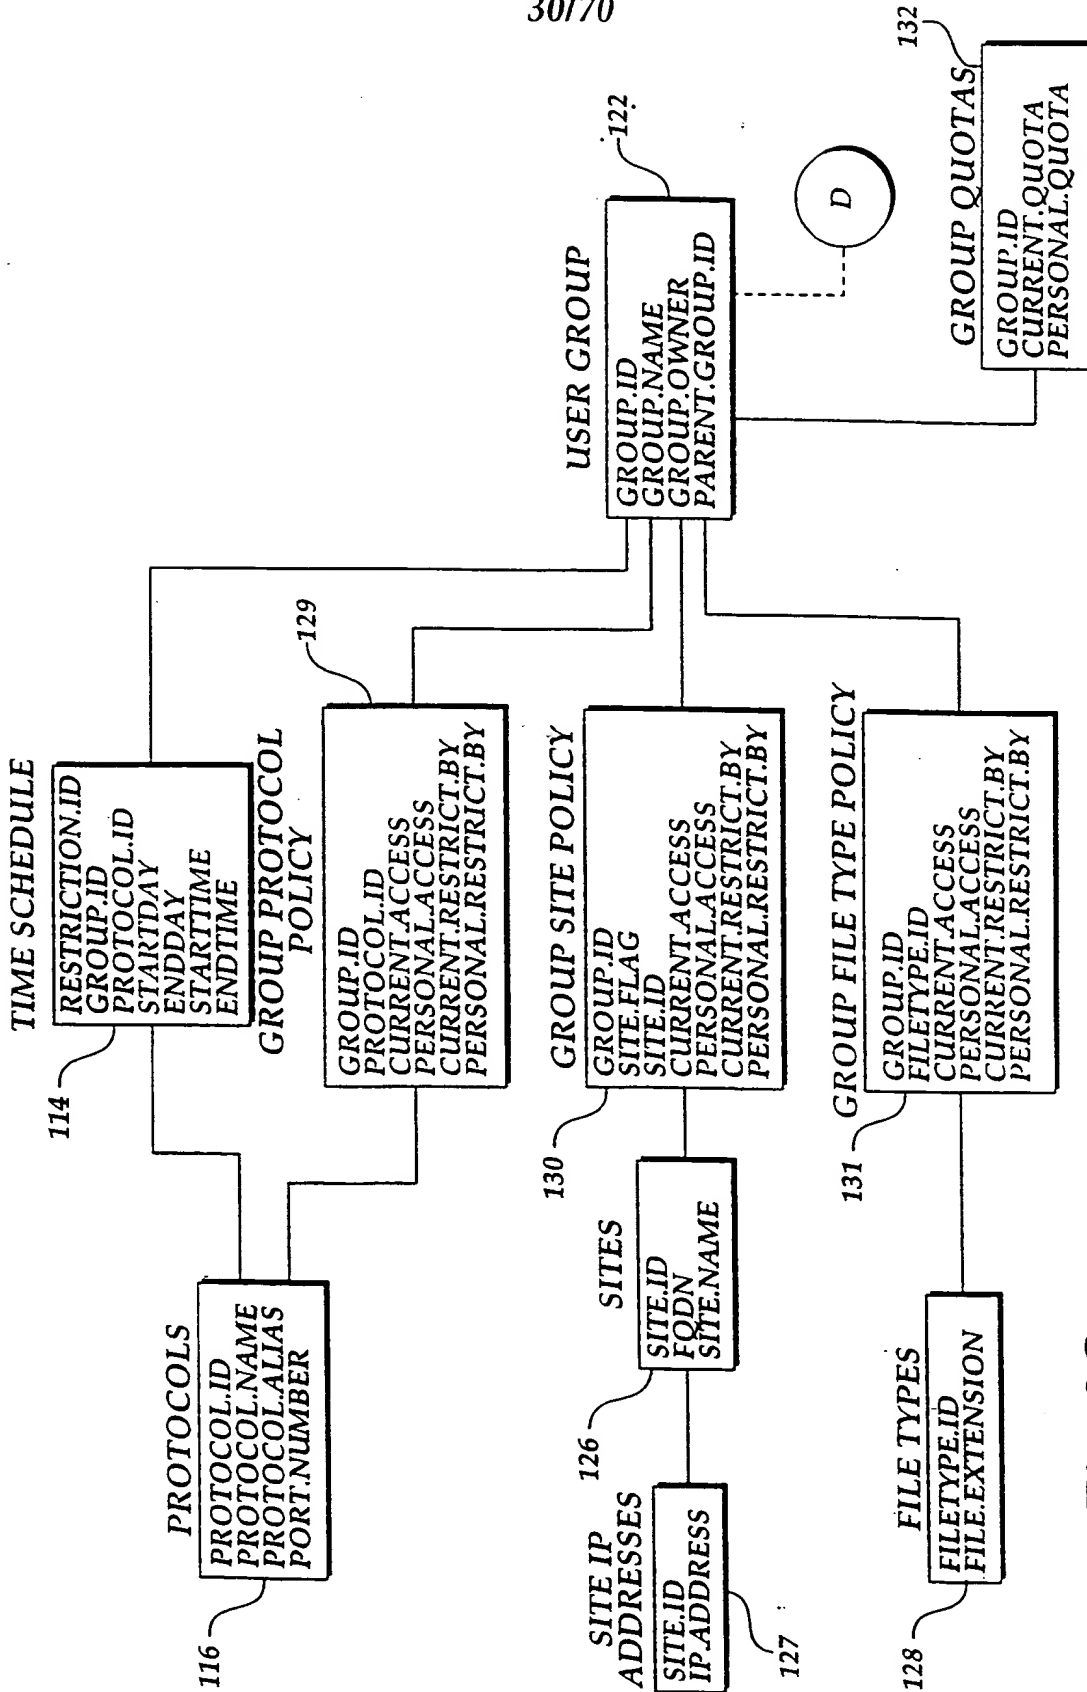 30/70
TIME SCHEDULE
114
RESTRICTION.ID
GROUP.ID
PROTOCOL.ID
STARTDAY
ENDDAY
STARTTIME
ENDTIME
PROTOCOLS
116
PROTOCOL.ID
PROTOCOL.NAME
PROTOCOL.ALIAS
PORT.NUMBER
GROUP PROTOCOL
POLICY
129
GROUP.ID
PROTOCOL.ID
CURRENT.ACCESS
PERSONAL.ACCESS
CURRENT.RESTRICT.BY
PERSONAL.RESTRICT.BY
USER GROUP
122
GROUP.ID
GROUP.NAME
GROUP.OWNER
PARENT.GROUP.ID
D
GROUP SITE POLICY
130
GROUP.ID
SITE.FLAG
SITE.ID
CURRENT.ACCESS
PERSONAL.ACCESS
CURRENT.RESTRICT.BY
PERSONAL.RESTRICT.BY
SITES
126
SITE.ID
FQDN
SITE.NAME
SITE IP
ADDRESSES
127
SITE.ID
IP.ADDRESS
GROUP FILE TYPE POLICY
131
GROUP.ID
FILETYPE.ID
CURRENT.ACCESS
PERSONAL.ACCESS
CURRENT.RESTRICT.BY
PERSONAL.RESTRICT.BY
FILE TYPES
128
FILETYPE.ID
FILE.EXTENSION
GROUP QUOTAS
132
GROUP.ID
CURRENT.QUOTA
PERSONAL.QUOTA